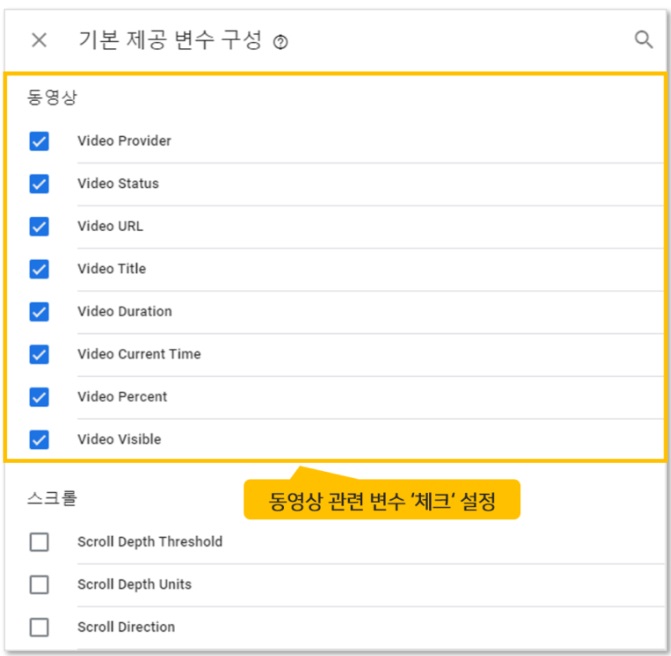 기본 제공 변수 구성
동영상
Video Provider
Video Status
Video URL
Video Title
Video Duration
Video Current Time
Video Percent
Video Visible
동영상 관련 변수 ‘체크’ 설정
스크롤
Scroll Depth Threshold
Scroll Depth Units
Scroll Direction